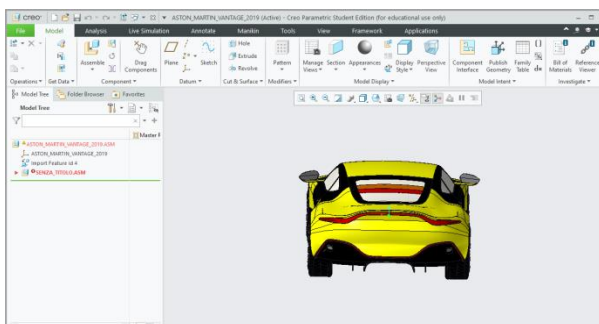 creo
ASTON_MARTIN_VANTAGE_2019 (Active) - Creo Parametric Student Edition (for educational use only)
File Model Analysis Live Simulation Annotate Manikin Tools View Framework Applications
Assemble
Drag Components
Plane
Sketch
Hole
Extrude
Revolve
Pattern
Manage Views
Section
Appearances
Display Style
Perspective View
Component Interface
Publish Geometry
Family Table
d=
Bill of Materials
Reference Viewer
Operations Get Data Component Datum Cut & Surface Modifiers Model Display Model Intent Investigate
Model Tree Folder Browser Favorites
Model Tree
Master
ASTON_MARTIN_VANTAGE_2019.ASM
ASTON_MARTIN_VANTAGE_2019
Import Feature id 4
SENZA_TITOLO.ASM